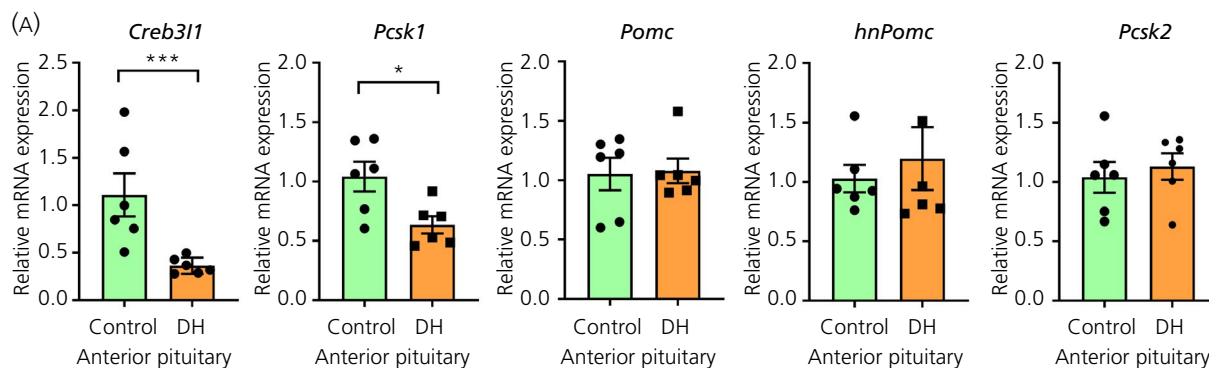 (A)
Creb3l1
Relative mRNA expression
2.5
2.0
1.5
1.0
0.5
0.0
***
Control DH
Anterior pituitary
Pcsk1
Relative mRNA expression
2.0
1.5
1.0
0.5
0.0
*
Control DH
Anterior pituitary
Pomc
Relative mRNA expression
2.0
1.5
1.0
0.5
0.0
Control DH
Anterior pituitary
hnPomc
Relative mRNA expression
2.0
1.5
1.0
0.5
0.0
Control DH
Anterior pituitary
Pcsk2
Relative mRNA expression
2.0
1.5
1.0
0.5
0.0
Control DH
Anterior pituitary